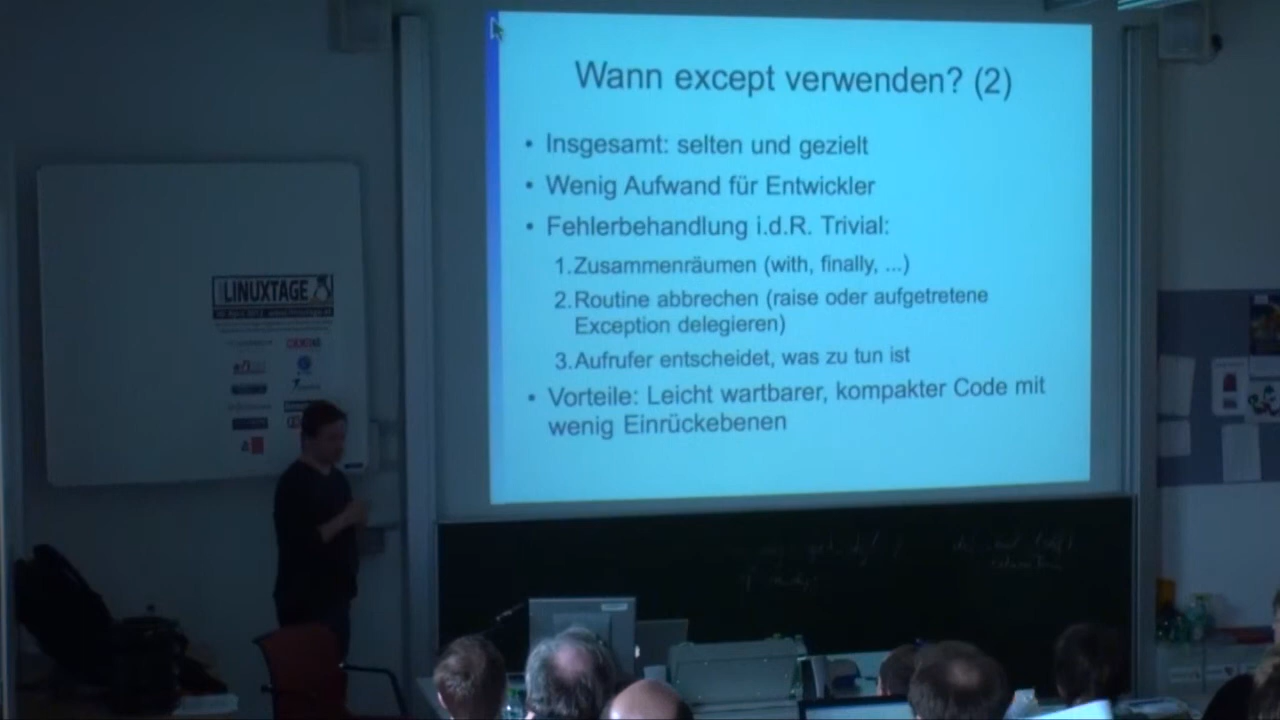 Wann except verwenden? (2)
• Insgesamt: selten und gezielt
• Wenig Aufwand für Entwickler
• Fehlerbehandlung i.d.R. Trivial:
1.Zusammenräumen (with, finally, ...)
2.Routine abbrechen (raise oder aufgetretene
Exception delegieren)
3.Aufrufer entscheidet, was zu tun ist
• Vorteile: Leicht wartbarer, kompakter Code mit
wenig Einrückebenen
LINUXTAGE